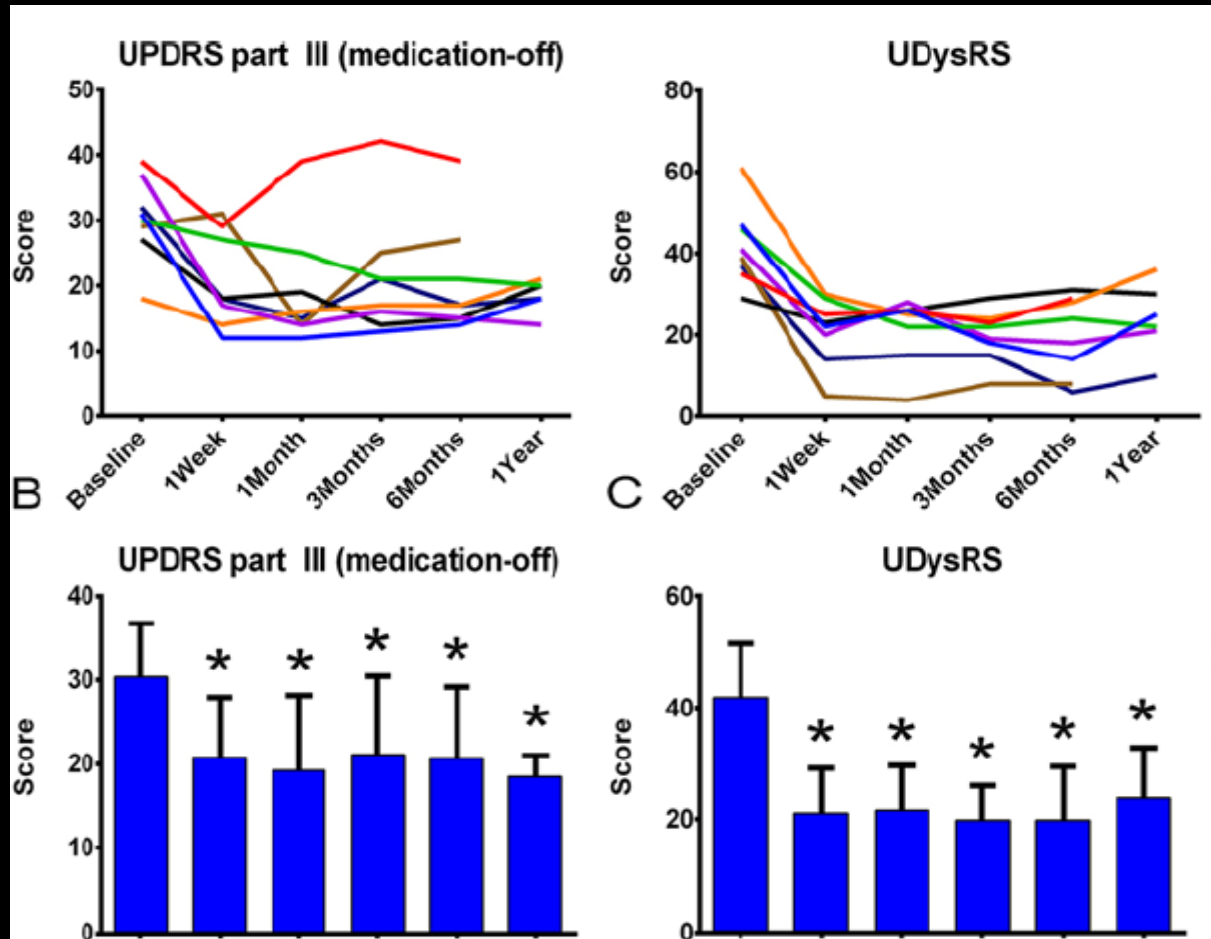 UPDRS part III (medication-off)
50
40
30
20
10
0
Score
Baseline
1Week
1Month
3Months
6Months
1Year
B
UDysRS
80
60
40
20
0
Score
Baseline
1Week
1Month
3Months
6Months
1Year
C
UPDRS part III (medication-off)
40
30
20
10
0
Score
* * * * *
UDysRS
60
40
20
0
Score
* * * * *